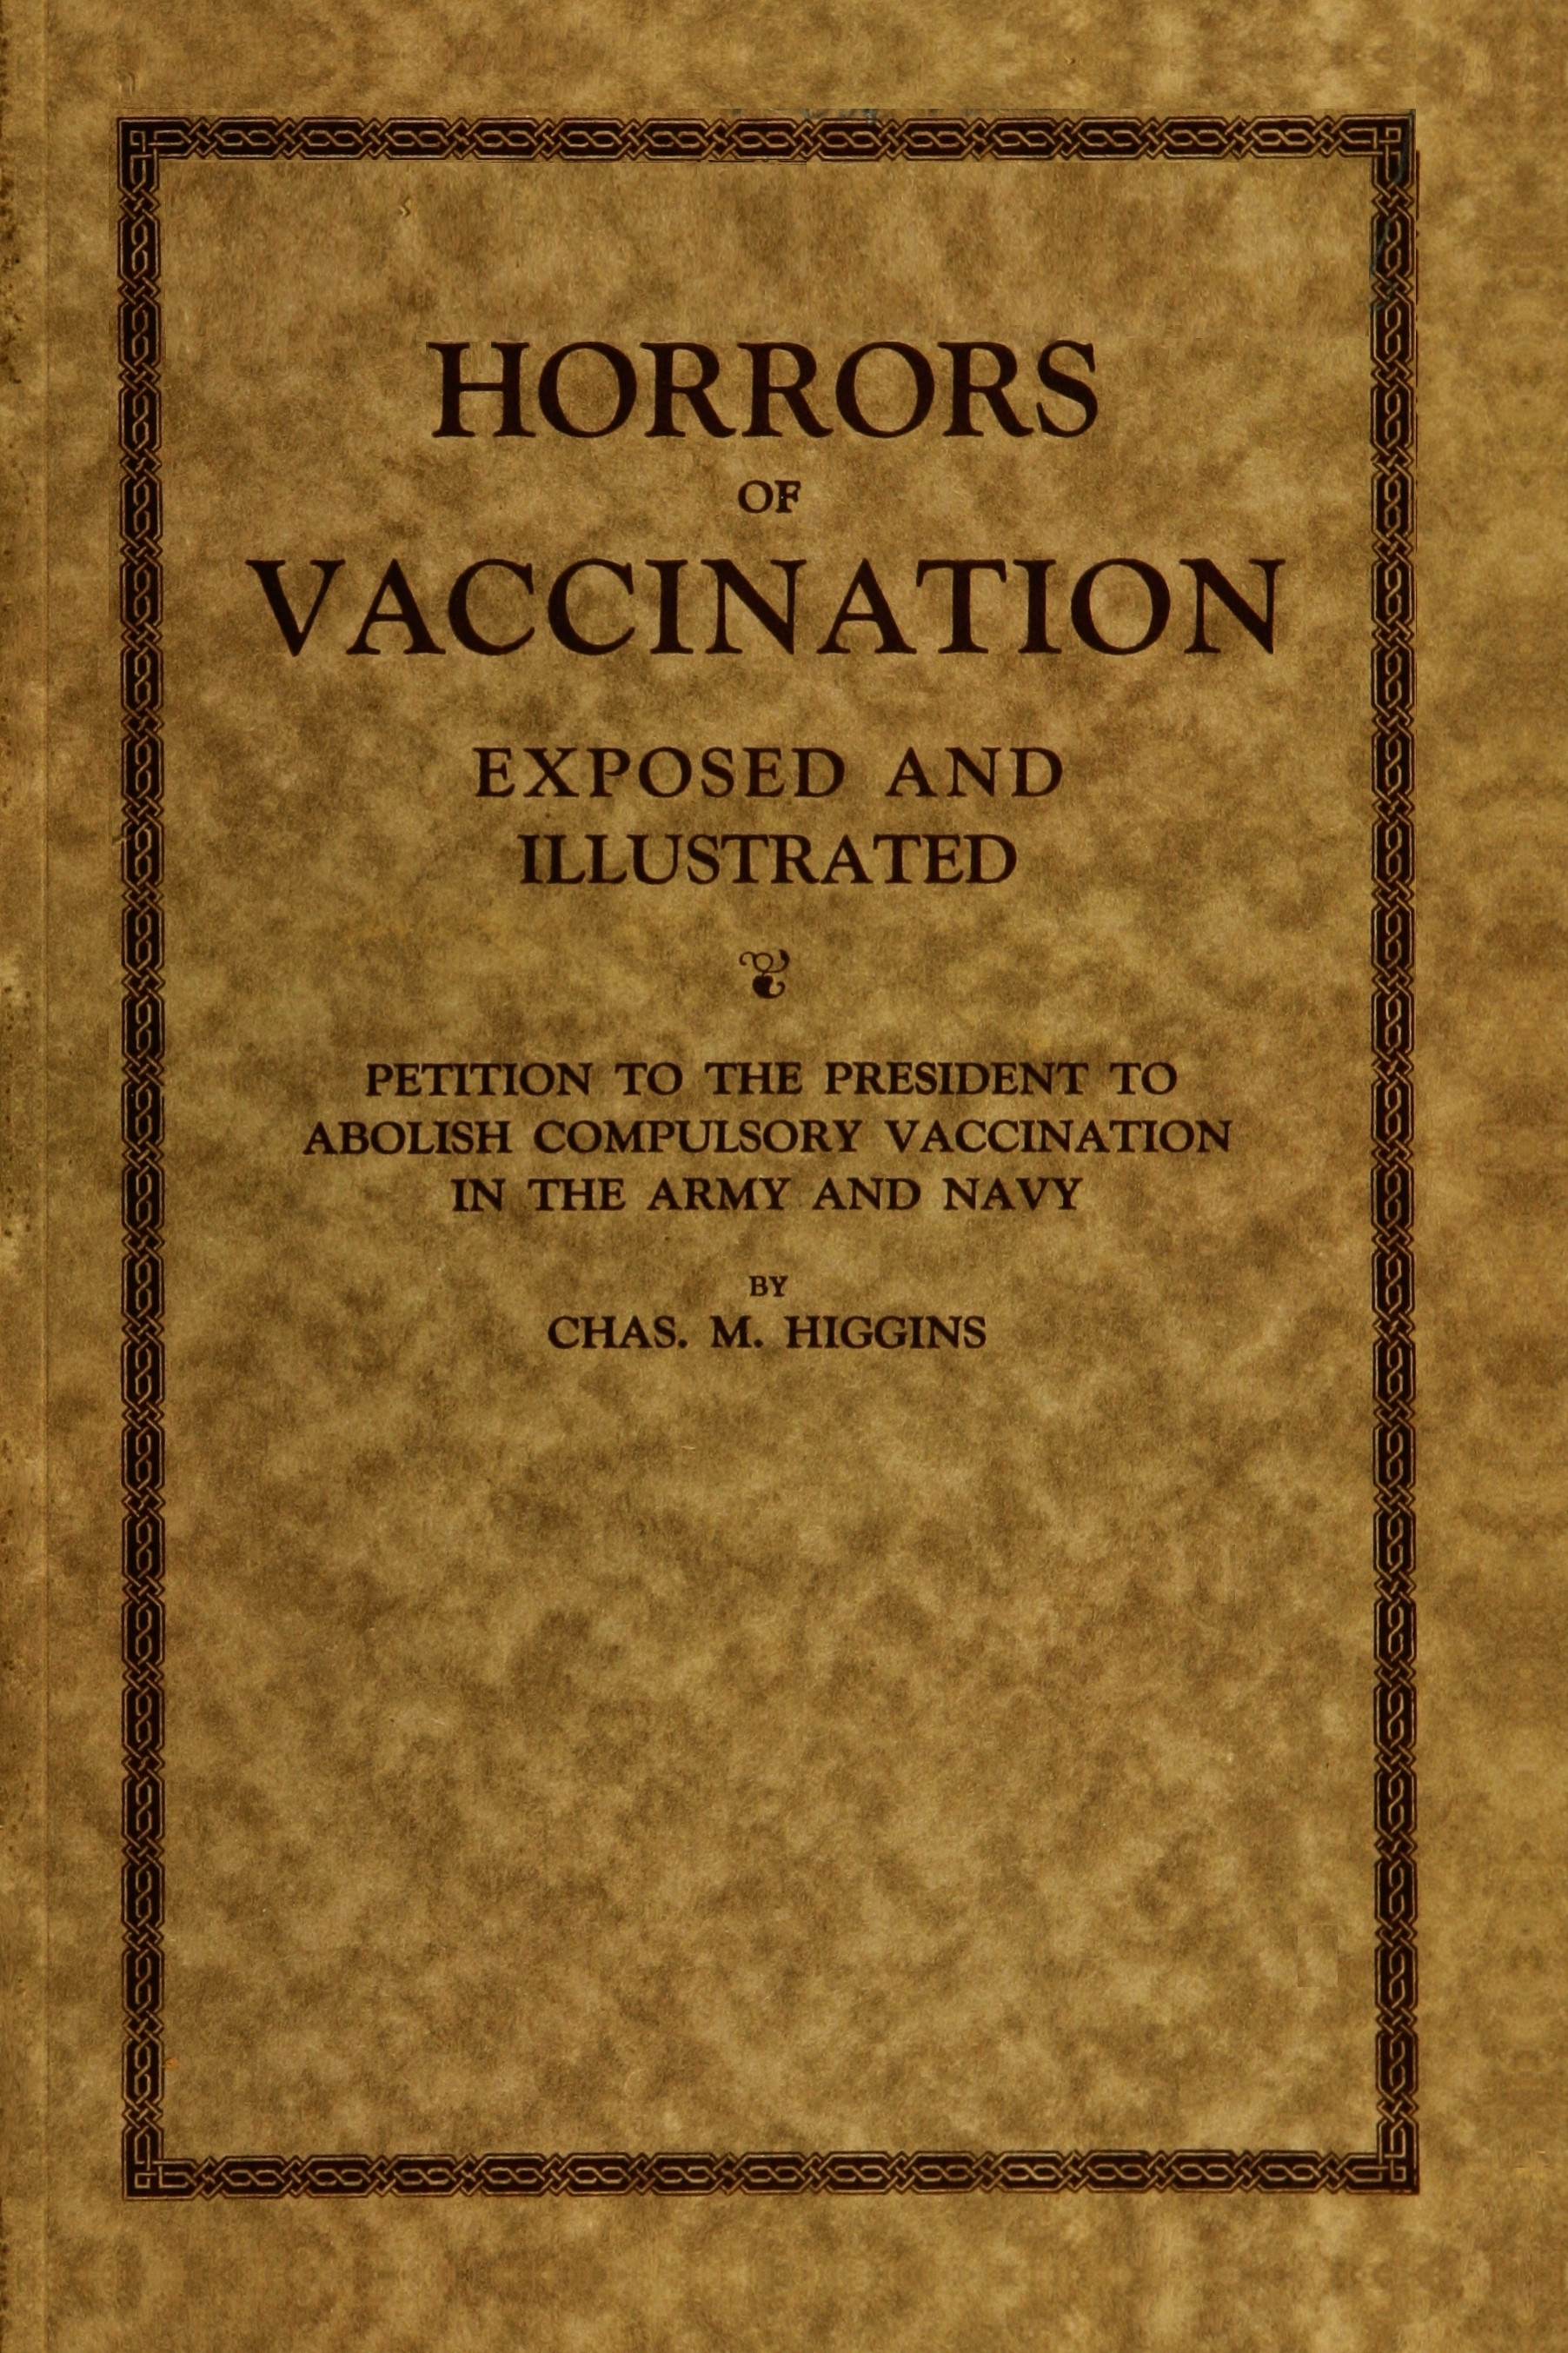 HORRORS
OF
VACCINATION
EXPOSED AND
ILLUSTRATED
PETITION TO THE PRESIDENT TO
ABOLISH COMPULSORY VACCINATION
IN THE ARMY AND NAVY
BY
CHAS. M. HIGGINS